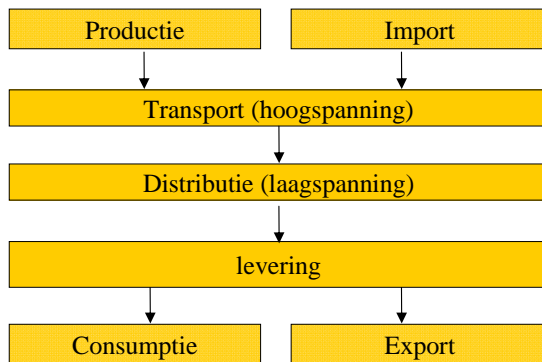 Productie
Import
Transport (hoogspanning)
Distributie (laagspanning)
levering
Consumptie
Export